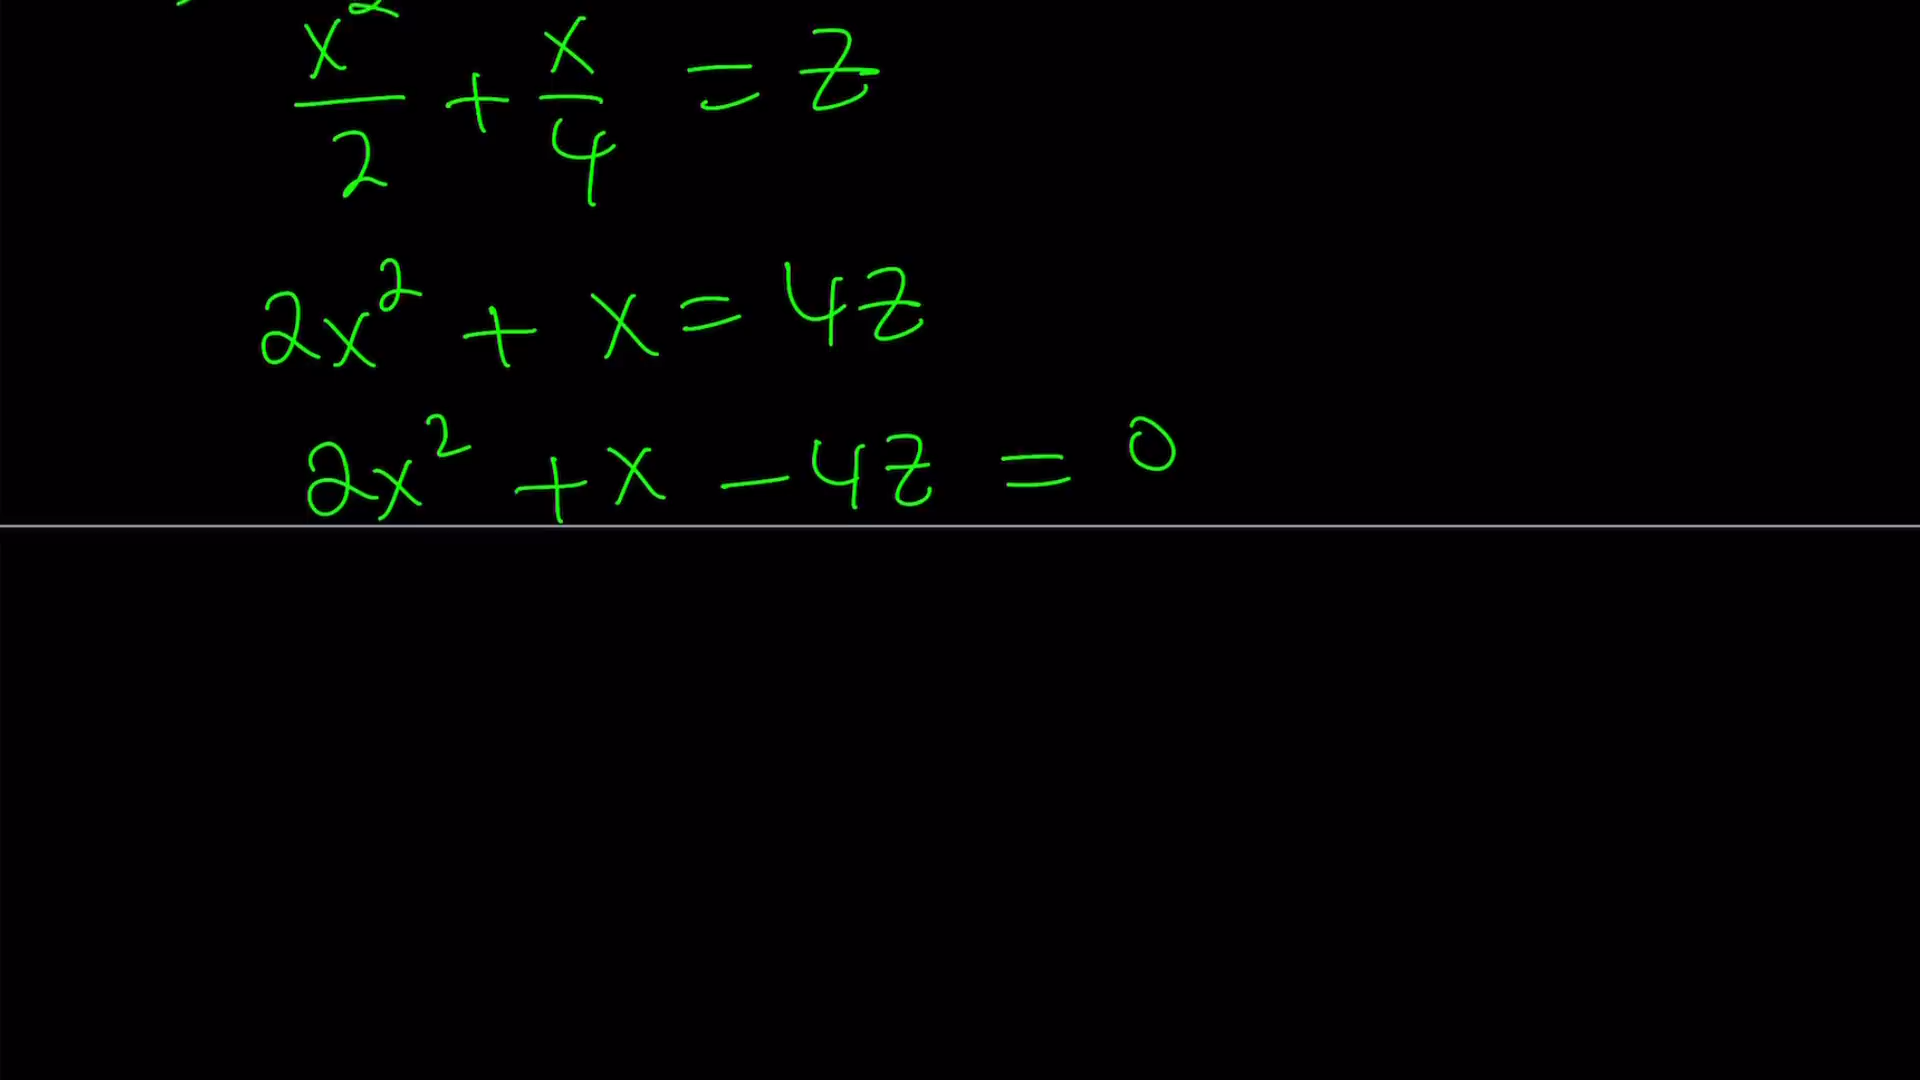 x²/2 + x/4 = z
2x² + x = 4z
2x² + x - 4z = 0